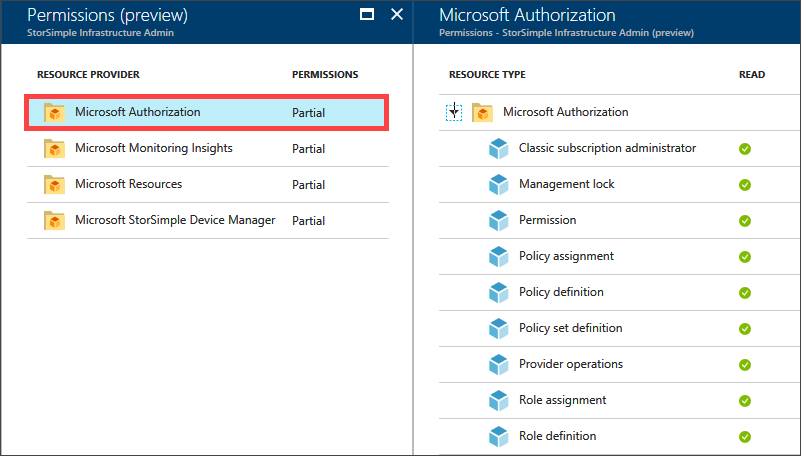 Permissions (preview)
StorSimple Infrastructure Admin
RESOURCE PROVIDER PERMISSIONS
Microsoft Authorization Partial
Microsoft Monitoring Insights Partial
Microsoft Resources Partial
Microsoft StorSimple Device Manager Partial
Microsoft Authorization
Permissions - StorSimple Infrastructure Admin (preview)
RESOURCE TYPE READ
Microsoft Authorization
Classic subscription administrator
Management lock
Permission
Policy assignment
Policy definition
Policy set definition
Provider operations
Role assignment
Role definition